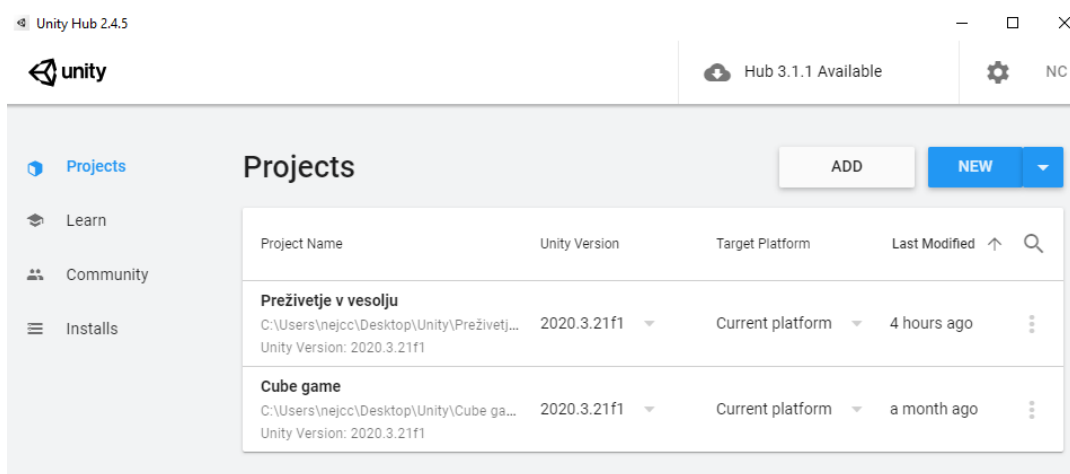 Unity Hub 2.4.5
unity
Hub 3.1.1 Available
NC
Projects
Learn
Community
Installs
Projects
ADD
NEW
Project Name Unity Version Target Platform Last Modified
Preživetje v vesolju
C:\Users\nejcc\Desktop\Unity\Preživetj... 2020.3.21f1 Current platform 4 hours ago
Unity Version: 2020.3.21f1
Cube game
C:\Users\nejcc\Desktop\Unity\Cube ga... 2020.3.21f1 Current platform a month ago
Unity Version: 2020.3.21f1